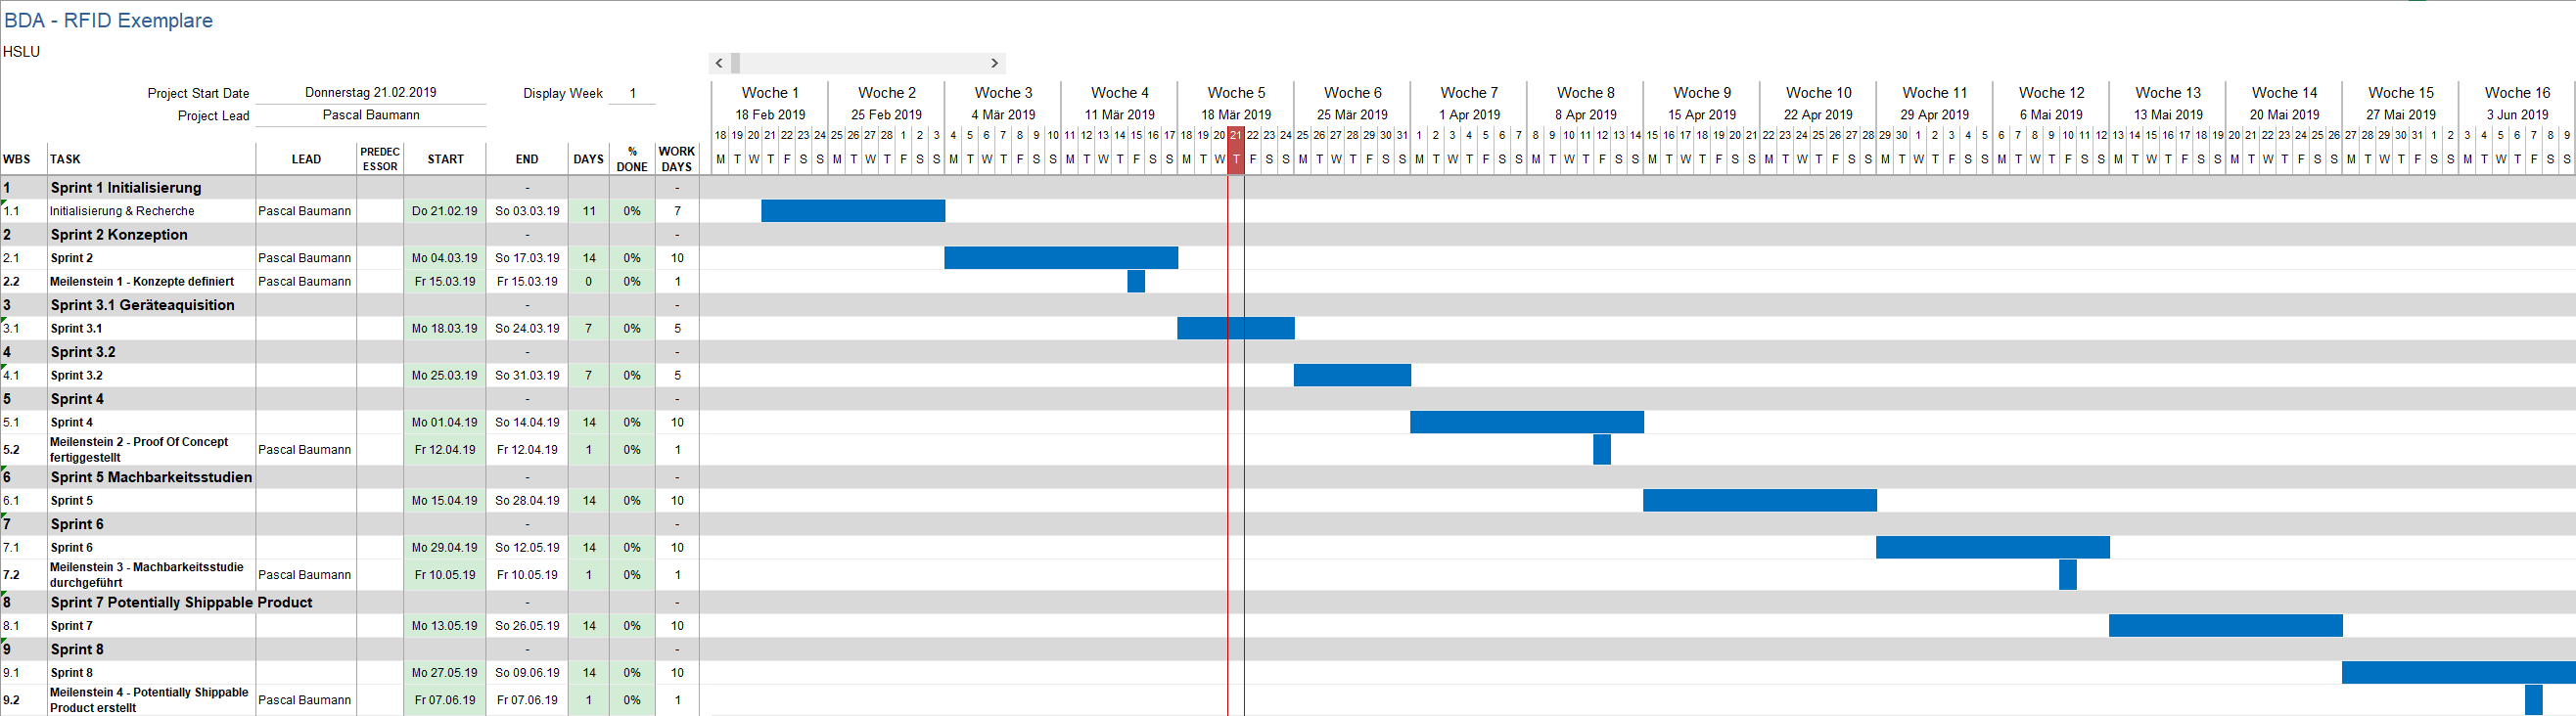 BDA - RFID Exemplare
HSLU
< >
Project Start Date Donnerstag 21.02.2019 Display Week 1
Project Lead Pascal Baumann
Woche 1 Woche 2 Woche 3 Woche 4 Woche 5 Woche 6 Woche 7 Woche 8 Woche 9 Woche 10 Woche 11 Woche 12 Woche 13 Woche 14 Woche 15 Woche 16
18 Feb 2019 25 Feb 2019 4 Mär 2019 11 Mär 2019 18 Mär 2019 25 Mär 2019 1 Apr 2019 8 Apr 2019 15 Apr 2019 22 Apr 2019 29 Apr 2019 6 Mai 2019 13 Mai 2019 20 Mai 2019 27 Mai 2019 3 Jun 2019
18 19 20 21 22 23 24 25 26 27 28 1 2 3 4 5 6 7 8 9 10 11 12 13 14 15 16 17 18 19 20 21 22 23 24 25 26 27 28 29 30 31 1 2 3 4 5 6 7 8 9 10 11 12 13 14 15 16 17 18 19 20 21 22 23 24 25 26 27 28 29 30 1 2 3 4 5 6 7 8 9 10 11 12 13 14 15 16 17 18 19 20 21 22 23 24 25 26 27 28 29 30 31 1 2 3 4 5 6 7 8 9
WBS TASK LEAD PREDEC ESSOR START END DAYS % DONE WORK DAYS
M T W T F S S M T W T F S S M T W T F S S M T W T F S S M T W T F S S M T W T F S S M T W T F S S M T W T F S S M T W T F S S M T W T F S S M T W T F S S M T W T F S S M T W T F S S M T W T F S S M T W T F S S M T W T F S S
1 Sprint 1 Initialisierung - -
1.1 Initialisierung & Recherche Pascal Baumann Do 21.02.19 So 03.03.19 11 0% 7
2 Sprint 2 Konzeption - -
2.1 Sprint 2 Pascal Baumann Mo 04.03.19 So 17.03.19 14 0% 10
2.2 Meilenstein 1 - Konzepte definiert Pascal Baumann Fr 15.03.19 Fr 15.03.19 0 0% 1
3 Sprint 3.1 Geräteaquisition - -
3.1 Sprint 3.1 Mo 18.03.19 So 24.03.19 7 0% 5
4 Sprint 3.2 - -
4.1 Sprint 3.2 Mo 25.03.19 So 31.03.19 7 0% 5
5 Sprint 4 - -
5.1 Sprint 4 Mo 01.04.19 So 14.04.19 14 0% 10
5.2 Meilenstein 2 - Proof Of Concept
fertiggestellt Pascal Baumann Fr 12.04.19 Fr 12.04.19 1 0% 1
6 Sprint 5 Machbarkeitsstudien - -
6.1 Sprint 5 Mo 15.04.19 So 28.04.19 14 0% 10
7 Sprint 6 - -
7.1 Sprint 6 Mo 29.04.19 So 12.05.19 14 0% 10
7.2 Meilenstein 3 - Machbarkeitsstudie
durchgeführt Pascal Baumann Fr 10.05.19 Fr 10.05.19 1 0% 1
8 Sprint 7 Potentially Shippable Product - -
8.1 Sprint 7 Mo 13.05.19 So 26.05.19 14 0% 10
9 Sprint 8 - -
9.1 Sprint 8 Mo 27.05.19 So 09.06.19 14 0% 10
9.2 Meilenstein 4 - Potentially Shippable
Product erstellt Pascal Baumann Fr 07.06.19 Fr 07.06.19 1 0% 1